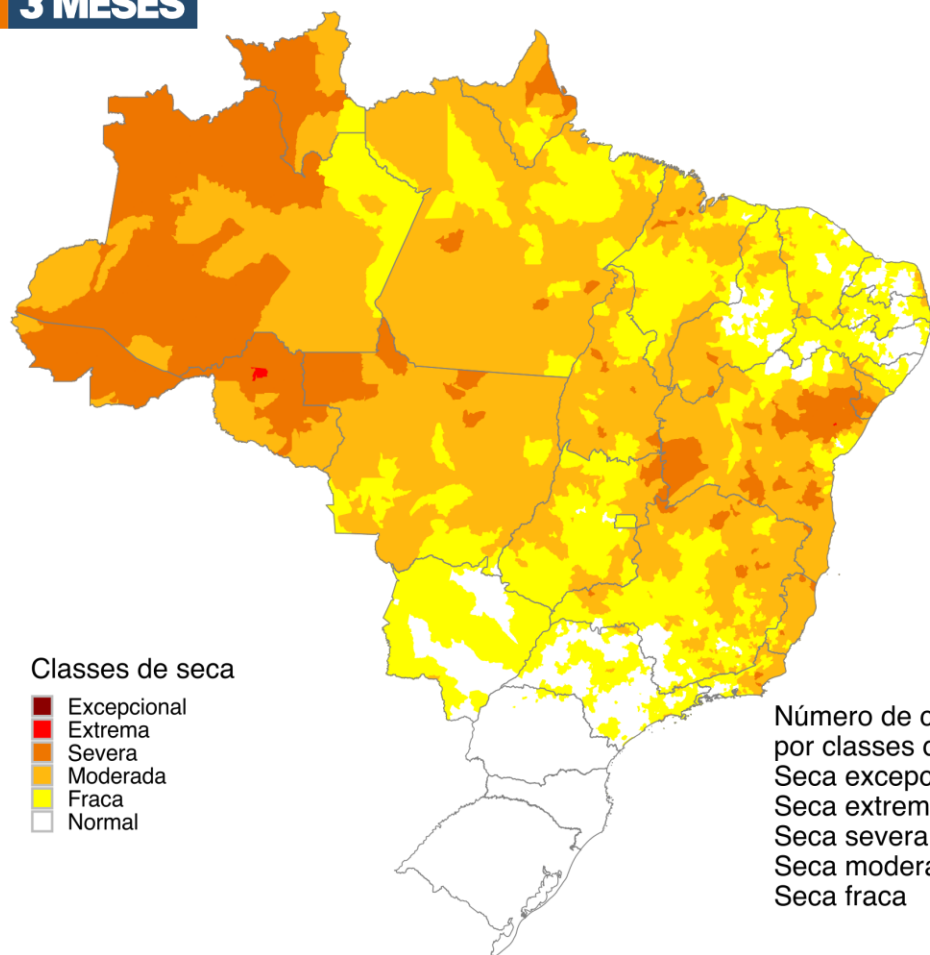 3 MESES
Classes de seca
Excepcional
Extrema
Severa
Moderada
Fraca
Normal
Número de
por classes
Seca
Seca
Seca severa
Seca
Seca fraca